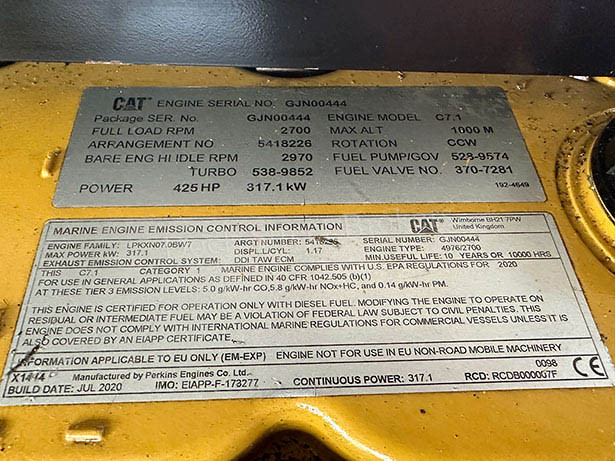 CAT ENGINE SERIAL NO. GJN00444
Package SER. No. GJN00444 ENGINE MODEL C7.1
FULL LOAD RPM 2700 MAX ALT 1000 M
ARRANGEMENT NO 5418226 ROTATION CCW
BARE ENG HI IDLE RPM 2970 FUEL PUMP/GOV 528-9574
TURBO 538-9852 FUEL VALVE NO. 370-7281
POWER 425 HP 317.1 kW 192-4649
MARINE ENGINE EMISSION CONTROL INFORMATION CAT Wimborne BH21 7PW
United Kingdom
ENGINE FAMILY: LPKXN07.0BW7 ARGT NUMBER: 5418226 SERIAL NUMBER: GJN00444
MAX POWER kW: 317.1 DISPL./CYL: 1.17 ENGINE TYPE: 4976/2700
EXHAUST EMISSION CONTROL SYSTEM: DDI TAW ECM MIN.USEFUL LIFE: 10 YEARS OR 10000 HRS
THIS C7.1 CATEGORY 1 MARINE ENGINE COMPLIES WITH U.S. EPA REGULATIONS FOR 2020
FOR USE IN GENERAL APPLICATIONS AS DEFINED IN 40 CFR 1042.505 (b)(1)
AT THESE TIER 3 EMISSION LEVELS: 5.0 g/kW-hr CO,5.8 g/kW-hr NOx+HC, and 0.14 g/kW-hr PM.
THIS ENGINE IS CERTIFIED FOR OPERATION ONLY WITH DIESEL FUEL. MODIFYING THE ENGINE TO OPERATE ON
RESIDUAL OR INTERMEDIATE FUEL MAY BE A VIOLATION OF FEDERAL LAW SUBJECT TO CIVIL PENALTIES. THIS
ENGINE DOES NOT COMPLY WITH INTERNATIONAL MARINE REGULATIONS FOR COMMERCIAL VESSELS UNLESS IT IS
ALSO COVERED BY AN EIAPP CERTIFICATE.
INFORMATION APPLICABLE TO EU ONLY (EM-EXP) ENGINE NOT FOR USE IN EU NON-ROAD MOBILE MACHINERY
X1414 Manufactured by Perkins Engines Co Ltd. 0098 CE
BUILD DATE: JUL 2020 IMO: EIAPP-F-173277 CONTINUOUS POWER: 317.1 RCD: RCDB000007F